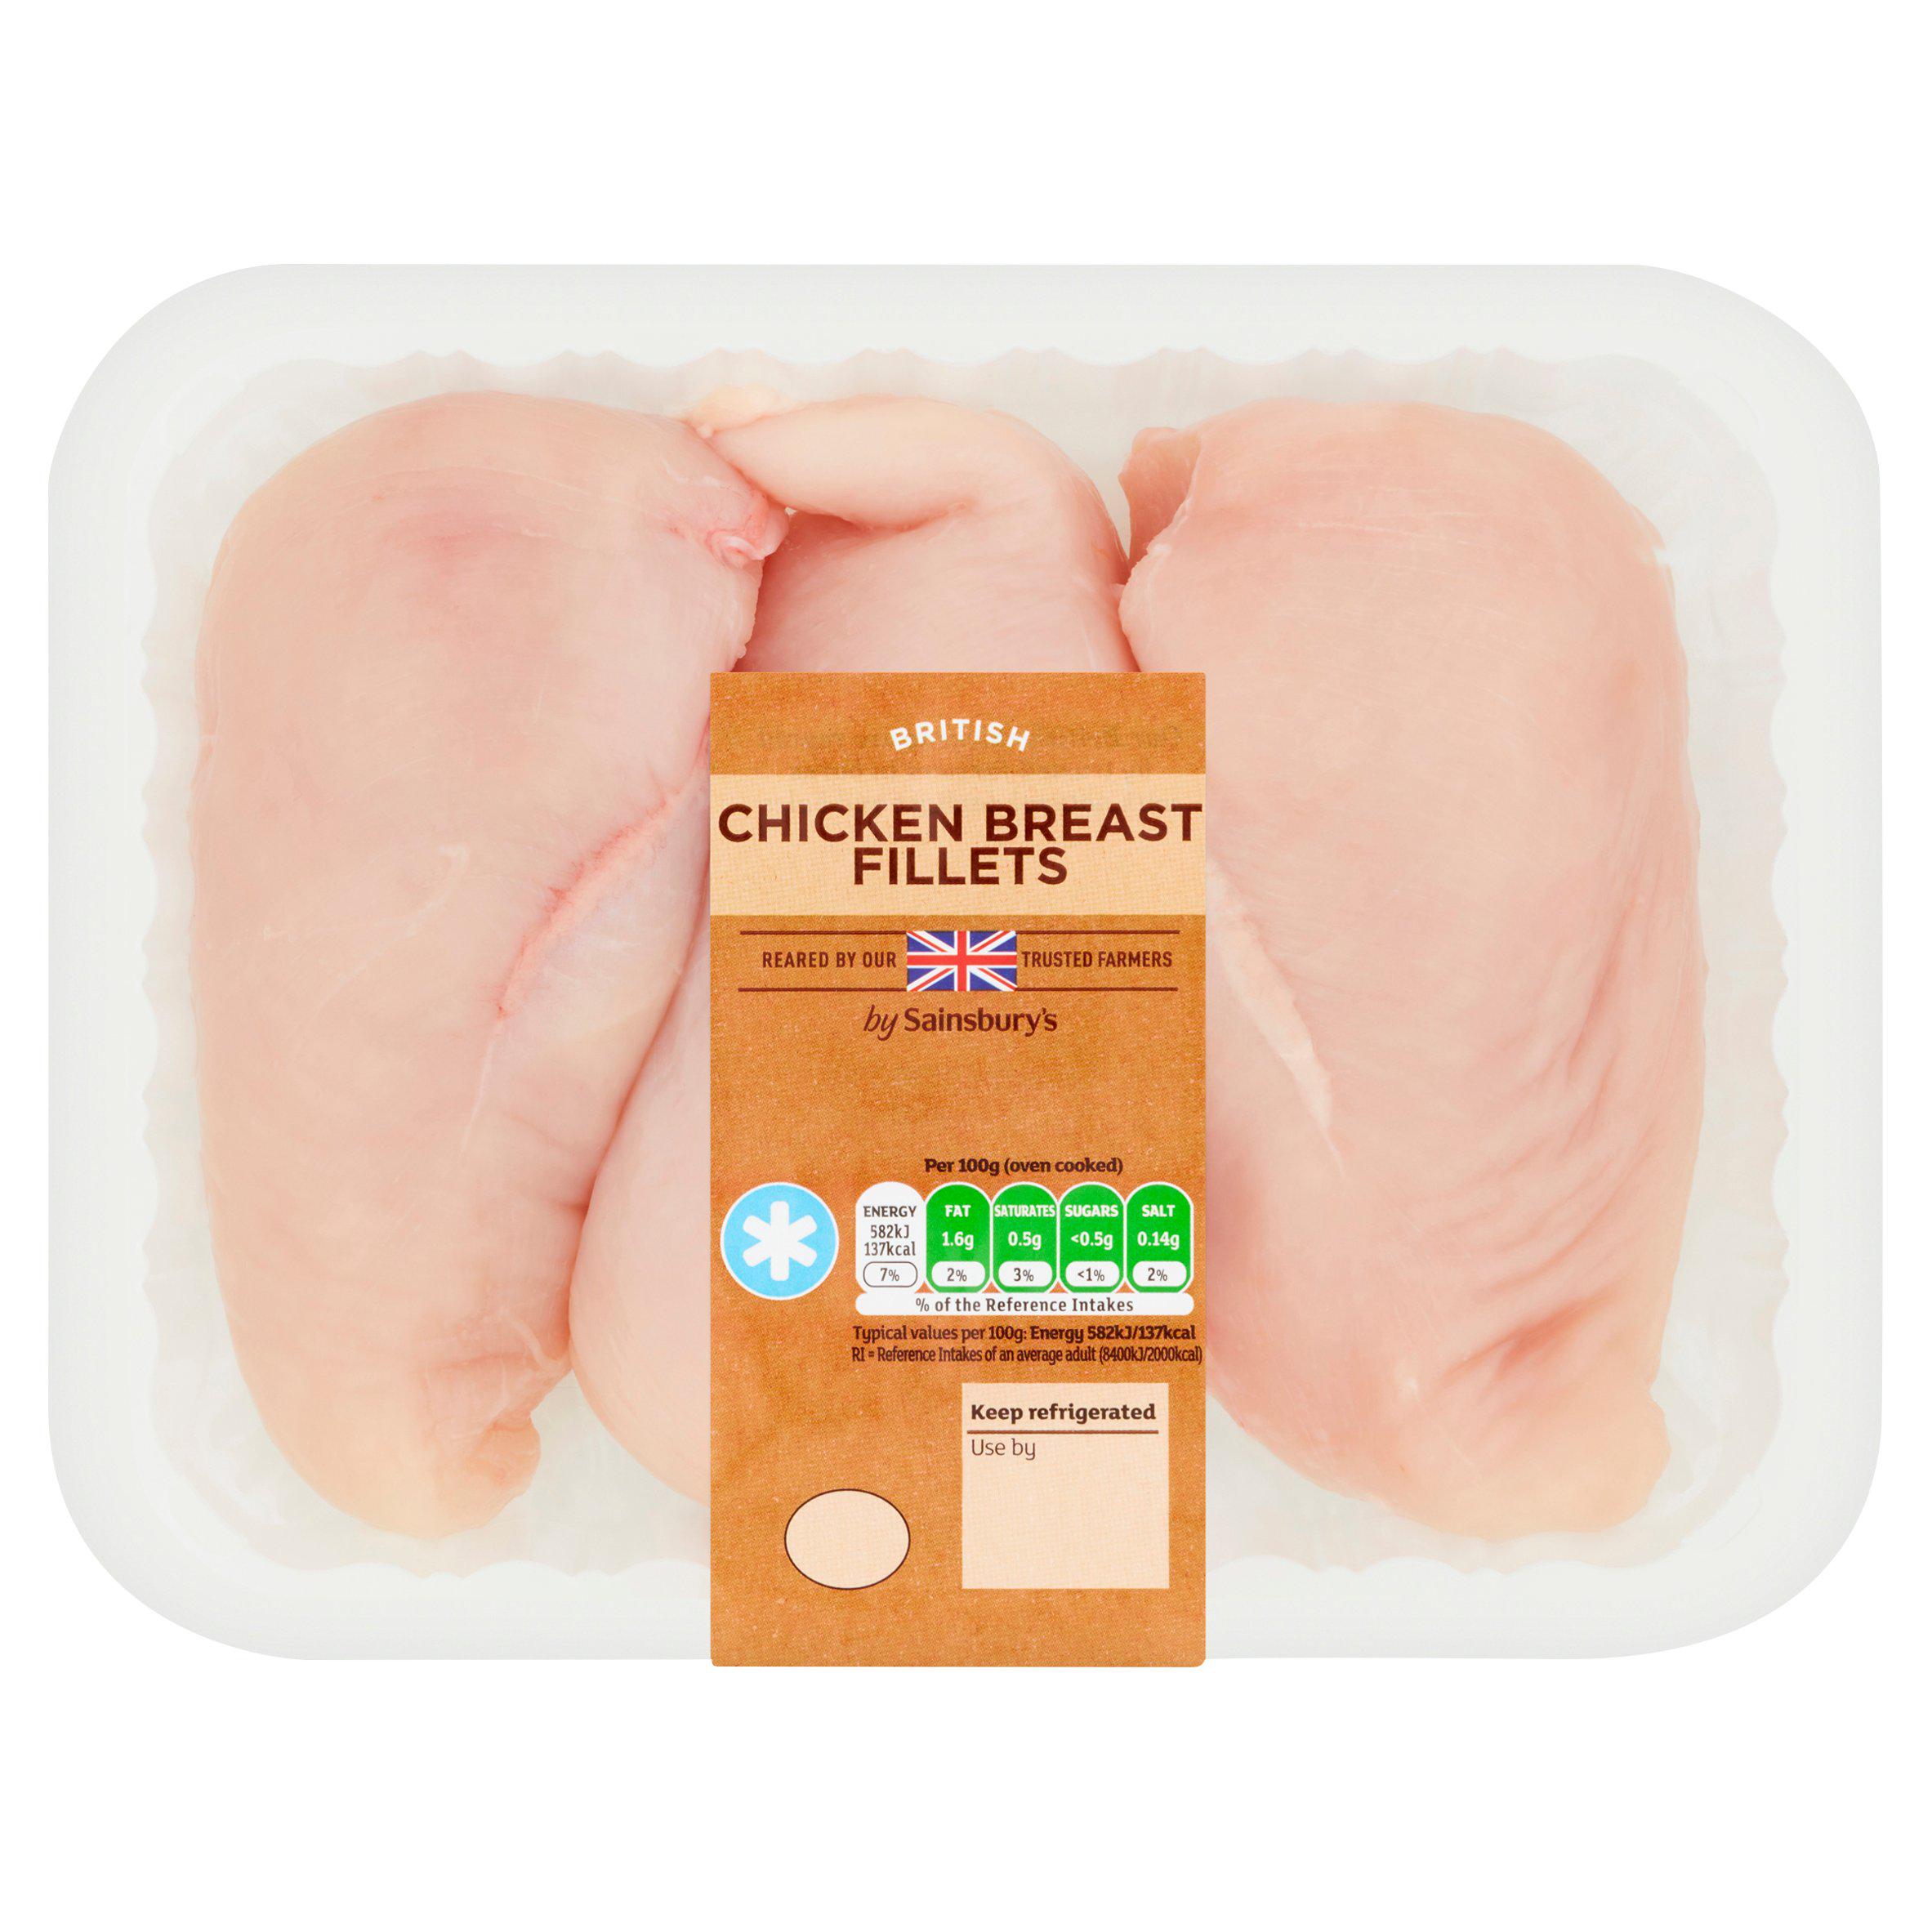 BRITISH
CHICKEN BREAST
FILLETS
REARED BY OUR TRUSTED FARMERS
by Sainsbury's
Per 100g (oven cooked)
ENERGY FAT SATURATES SUGARS SALT
582kJ 1.6g 0.5g <0.5g 0.14g
137kcal
7% 2% 3% <1% 2%
% of the Reference Intakes
Typical values per 100g: Energy 582kJ/137kcal
RI = Reference Intakes of an average adult (8400kJ/2000kcal)
Keep refrigerated
Use by